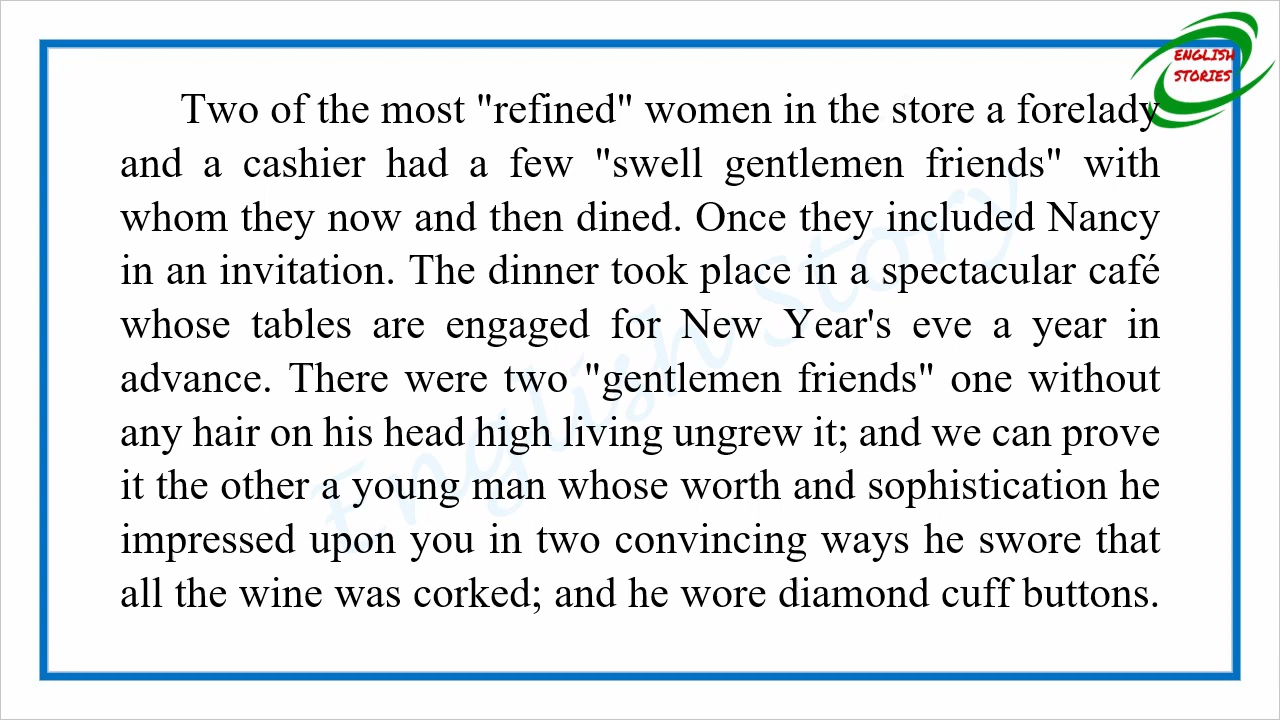 ENGLISH
STORIES
Two of the most "refined" women in the store a forelady
and a cashier had a few "swell gentlemen friends" with
whom they now and then dined. Once they included Nancy
in an invitation. The dinner took place in a spectacular café
whose tables are engaged for New Year's eve a year in
advance. There were two "gentlemen friends" one without
any hair on his head high living ungrew it; and we can prove
it the other a young man whose worth and sophistication he
impressed upon you in two convincing ways he swore that
all the wine was corked; and he wore diamond cuff buttons.
English Story